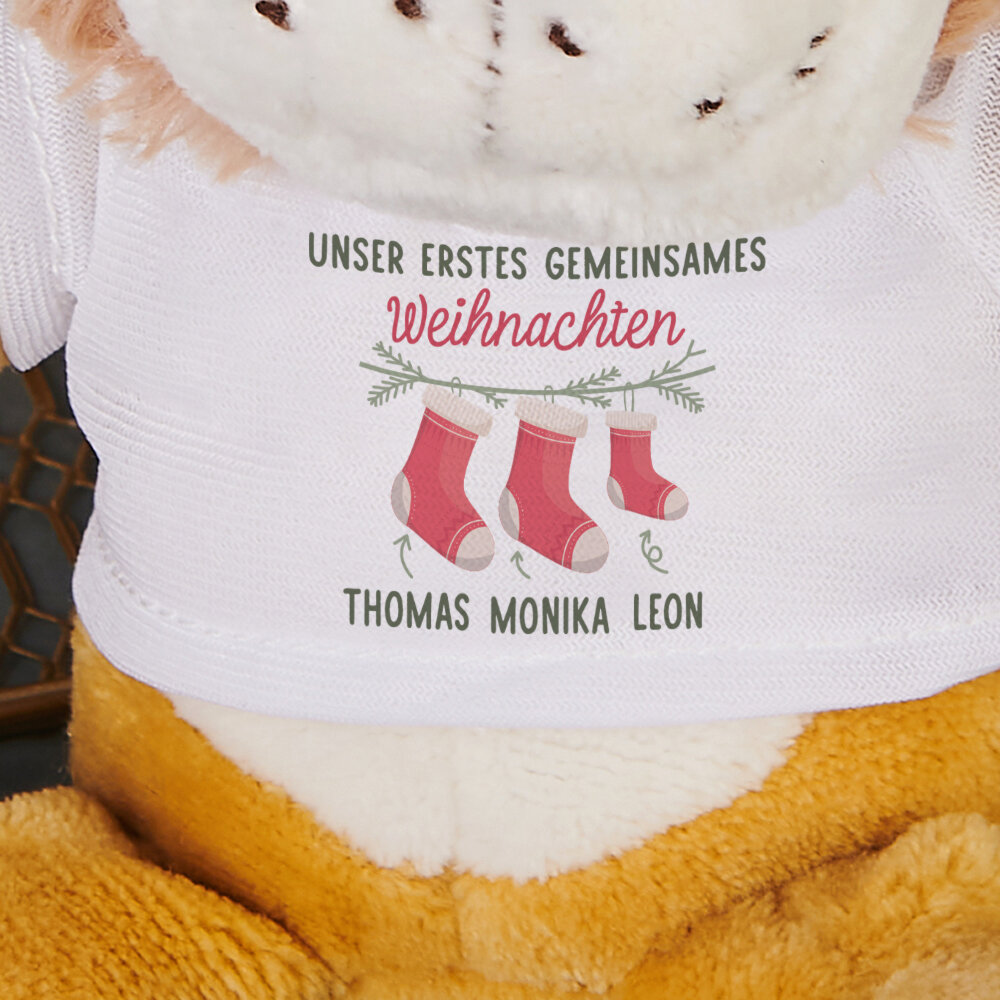 UNSER ERSTES GEMEINSAMES
Weihnachten
THOMAS MONIKA LEON